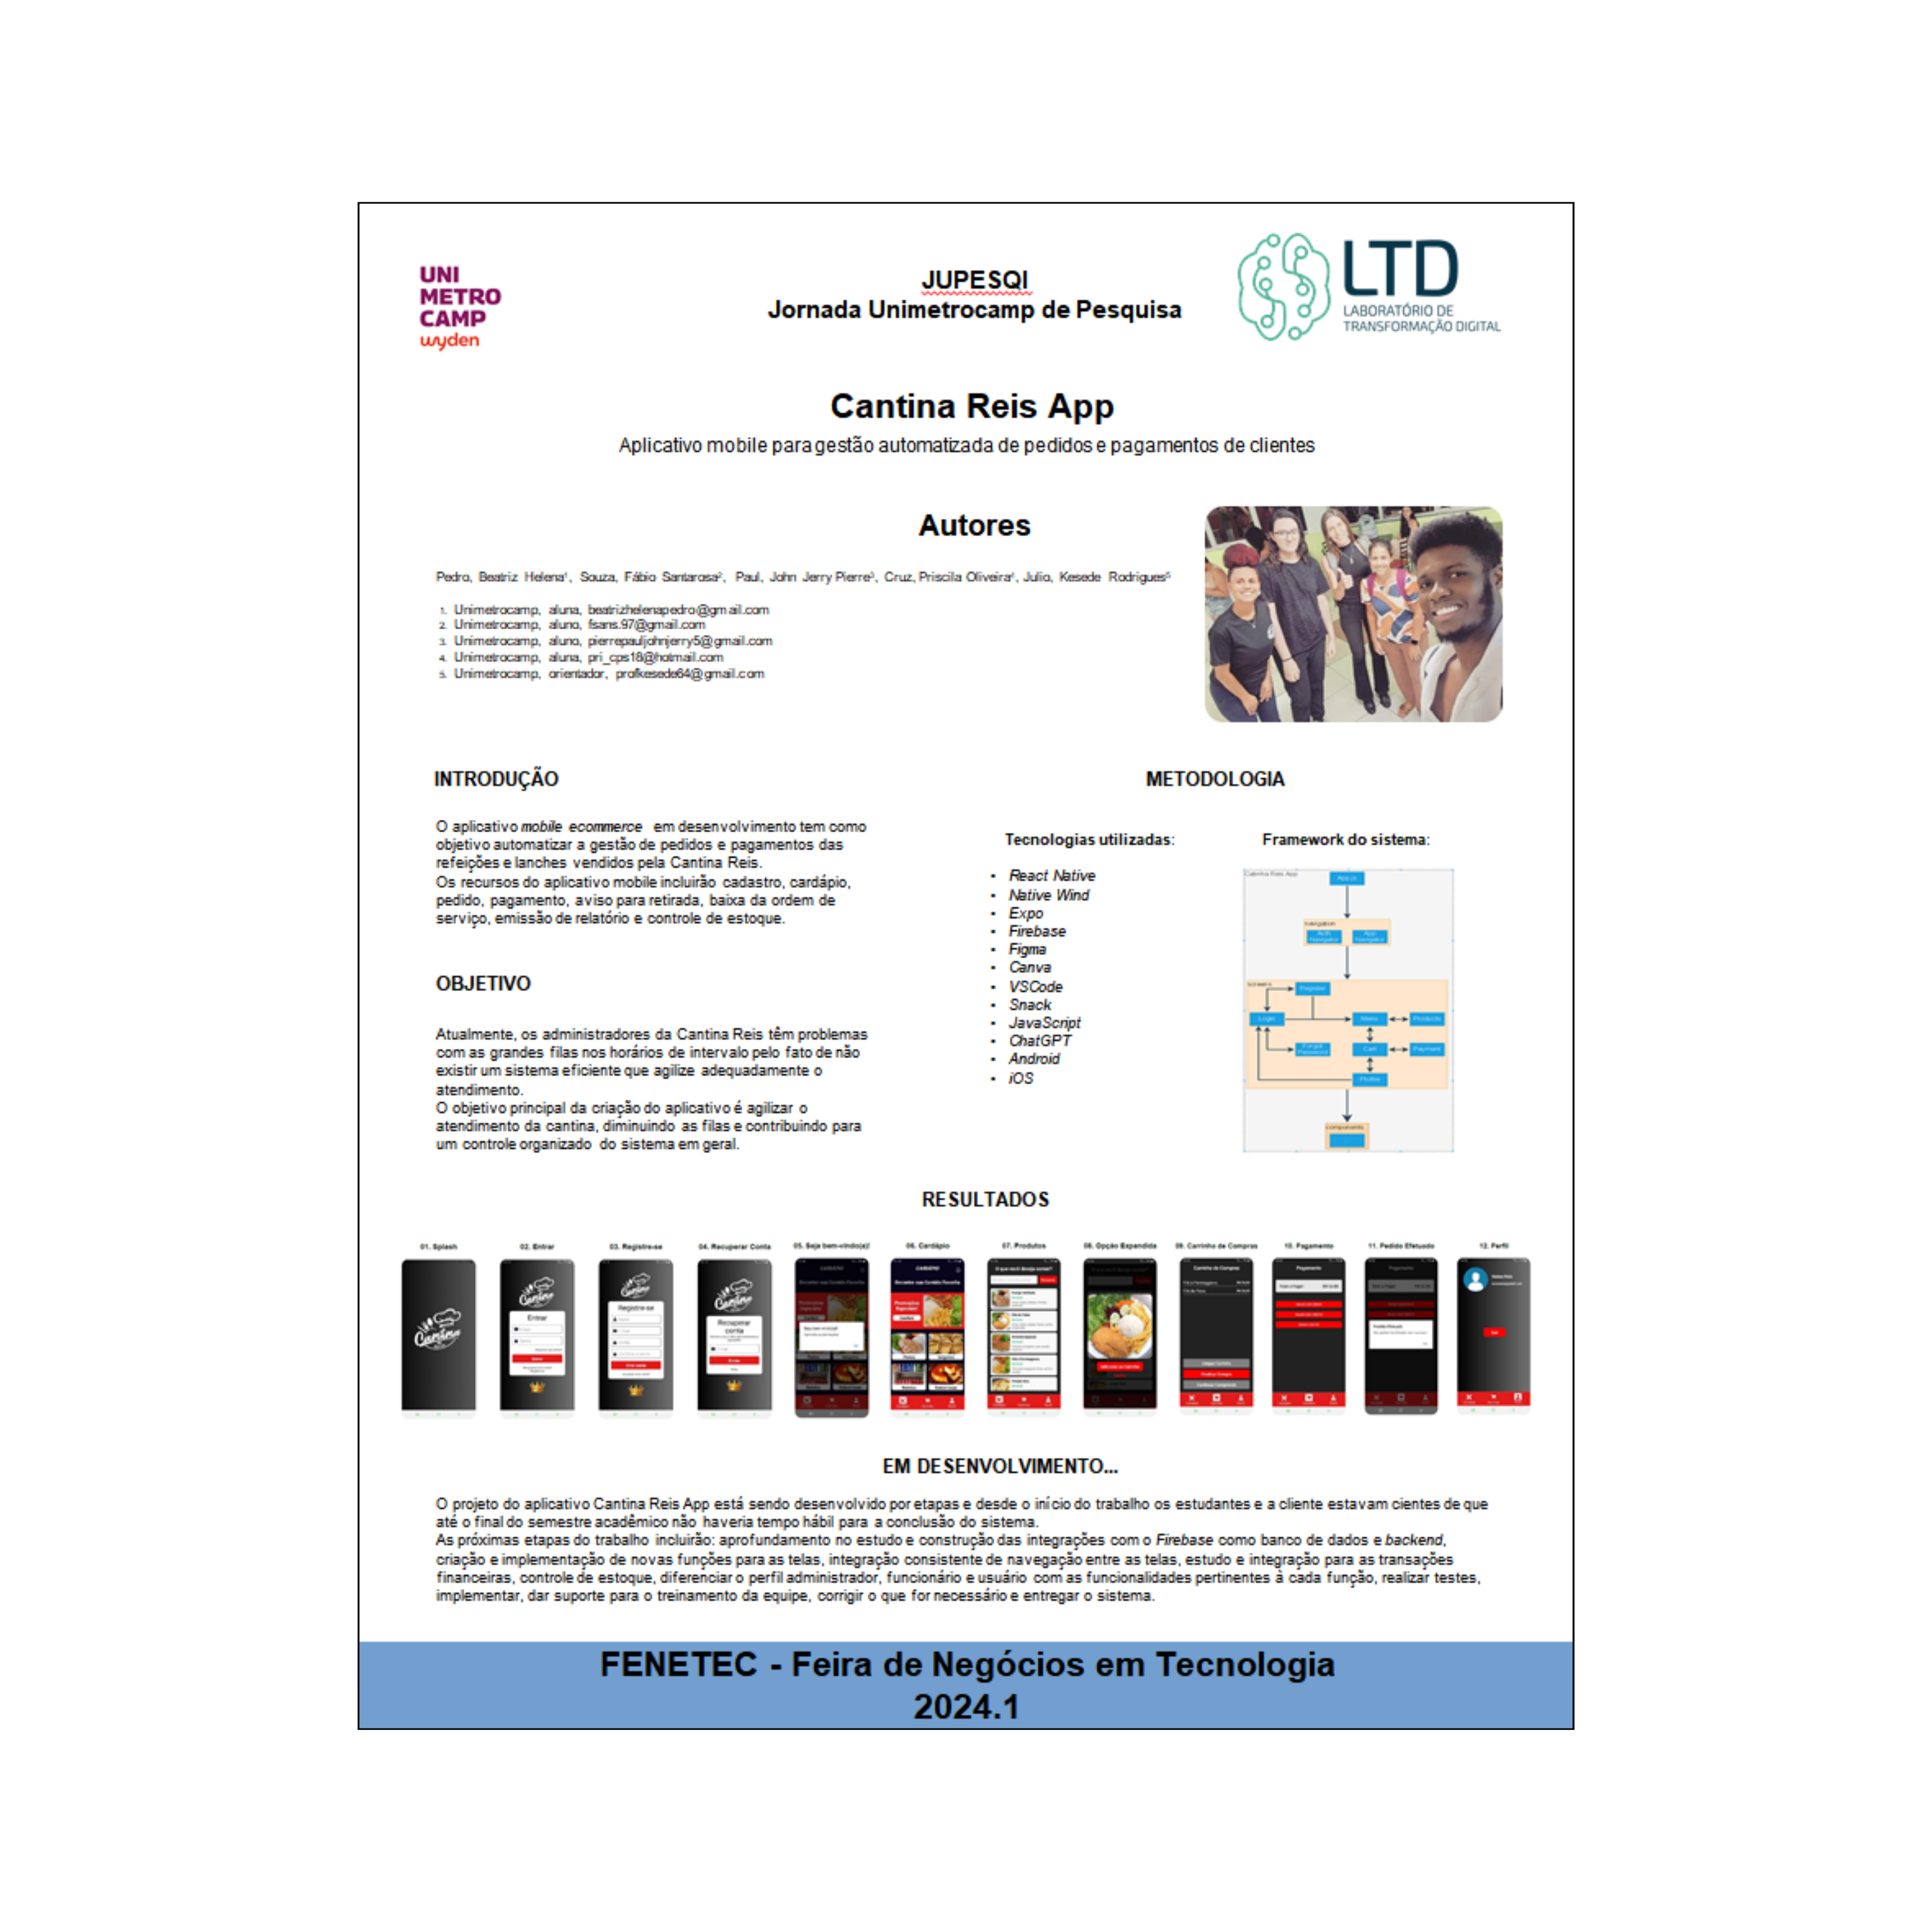 UNI
METRO
CAMP
wyden
JUPESQI
Jornada Unimetrocamp de Pesquisa
LTD
LABORATÓRIO DE
TRANSFORMAÇÃO DIGITAL
Cantina Reis App
Aplicativo mobile para gestão automatizada de pedidos e pagamentos de clientes
Autores
Pedro, Beatriz Helena¹, Souza, Fábio Santarosa², Paul, John Jerry Pierre³, Cruz, Priscila Oliveira⁴, Julio, Kesede Rodrigues⁵
1. Unimetrocamp, aluna, beatrizhelenapedro@gmail.com
2. Unimetrocamp, aluno, fsans.97@gmail.com
3. Unimetrocamp, aluno, pierrepauljohnjerry5@gmail.com
4. Unimetrocamp, aluna, pri_cps18@hotmail.com
5. Unimetrocamp, orientador, profkesede64@gmail.com
INTRODUÇÃO
O aplicativo mobile ecommerce em desenvolvimento tem como
objetivo automatizar a gestão de pedidos e pagamentos das
refeições e lanches vendidos pela Cantina Reis.
Os recursos do aplicativo mobile incluirão cadastro, cardápio,
pedido, pagamento, aviso para retirada, baixa da ordem de
serviço, emissão de relatório e controle de estoque.
OBJETIVO
Atualmente, os administradores da Cantina Reis têm problemas
com as grandes filas nos horários de intervalo pelo fato de não
existir um sistema eficiente que agilize adequadamente o
atendimento.
O objetivo principal da criação do aplicativo é agilizar o
atendimento da cantina, diminuindo as filas e contribuindo para
um controle organizado do sistema em geral.
METODOLOGIA
Tecnologias utilizadas:
• React Native
• Native Wind
• Expo
• Firebase
• Figma
• Canva
• VSCode
• Snack
• JavaScript
• ChatGPT
• Android
• iOS
Framework do sistema:
Cantina Reis App
App.js
navigation
Auth Navigator
App Navigator
screens
Register
Login
Menu
Products
Forgot Password
Cart
Payment
Profile
components
RESULTADOS
01. Splash
02. Entrar
03. Registre-se
04. Recuperar Conta
05. Seja bem-vindo(a)!
06. Cardápio
07. Produtos
08. Opção Expandida
09. Carrinho de Compras
10. Pagamento
11. Pedido Efetuado
12. Perfil
Cantina
Cantina
Entrar
Cantina
Registre-se
Cantina
Recuperar
conta
CARDÁPIO
O que você deseja comer?
Carrinho de Compras
Pagamento
EM DESENVOLVIMENTO...
O projeto do aplicativo Cantina Reis App está sendo desenvolvido por etapas e desde o início do trabalho os estudantes e a cliente estavam cientes de que
até o final do semestre acadêmico não haveria tempo hábil para a conclusão do sistema.
As próximas etapas do trabalho incluirão: aprofundamento no estudo e construção das integrações com o Firebase como banco de dados e backend,
criação e implementação de novas funções para as telas, integração consistente de navegação entre as telas, estudo e integração para as transações
financeiras, controle de estoque, diferenciar o perfil administrador, funcionário e usuário com as funcionalidades pertinentes à cada função, realizar testes,
implementar, dar suporte para o treinamento da equipe, corrigir o que for necessário e entregar o sistema.
FENETEC - Feira de Negócios em Tecnologia
2024.1